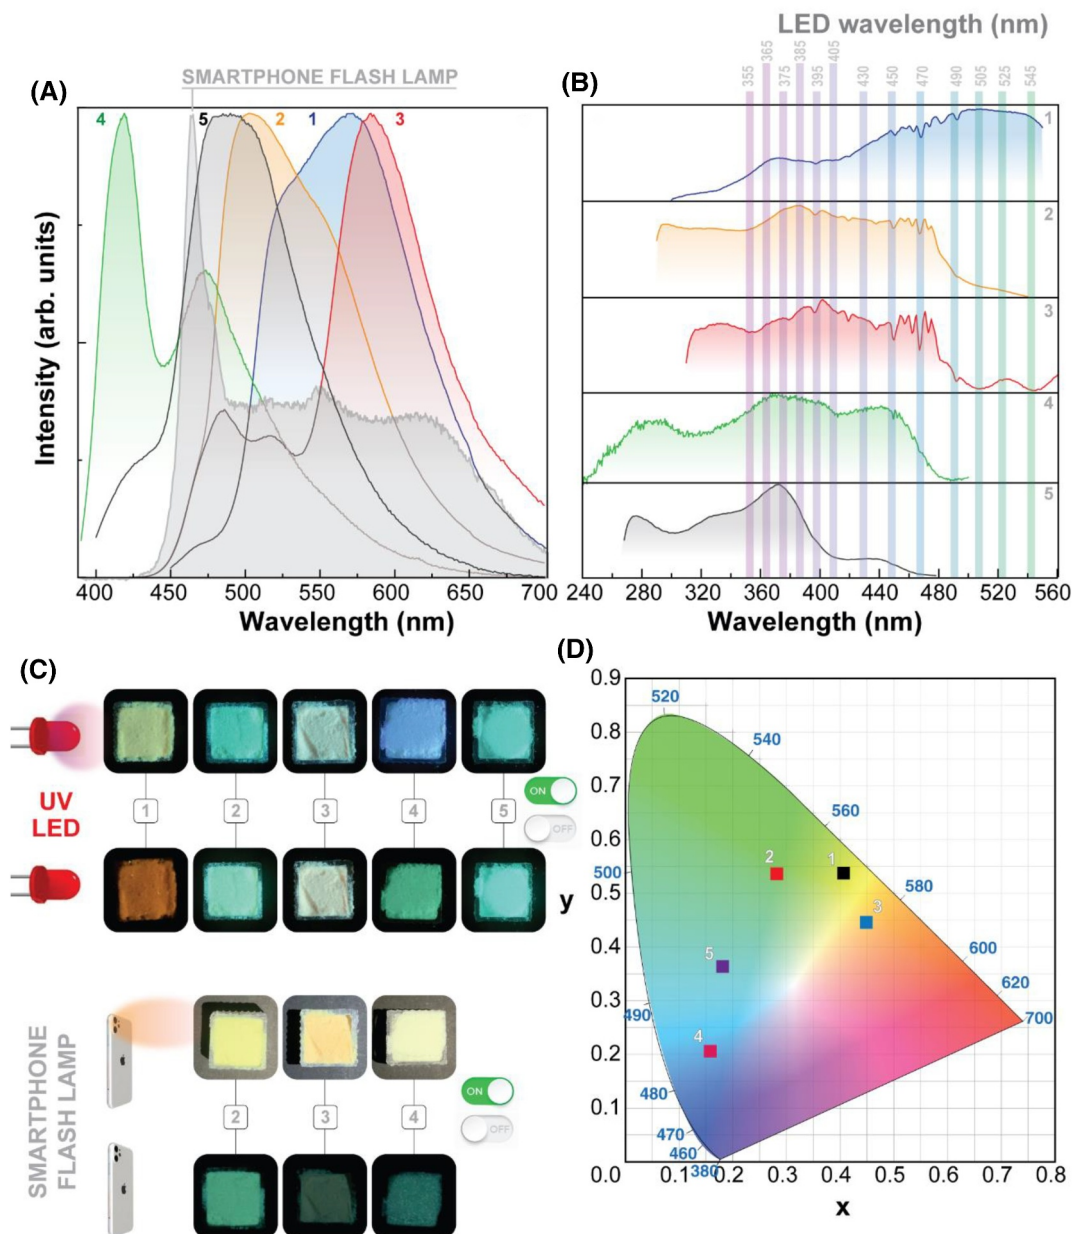 LED wavelength (nm)
SMARTPHONE FLASH LAMP
(A)
(B)
355 365 375 385 395 405 430 450 470 490 505 525 545
4 5 2 1 3
1
2
3
4
5
Intensity (arb. units)
400 450 500 550 600 650 700
Wavelength (nm)
240 280 320 360 400 440 480 520 560
Wavelength (nm)
(C)
UV
LED
1 2 3 4 5
ON
OFF
SMARTPHONE
FLASH LAMP
2 3 4
ON
OFF
(D)
0.9
0.8
0.7
0.6
0.5
0.4
0.3
0.2
0.1
0.0
y
520
540
560
580
600
620
700
500
490
480
470
460
380
2 1
3
5
4
0.1 0.2 0.3 0.4 0.5 0.6 0.7 0.8
x